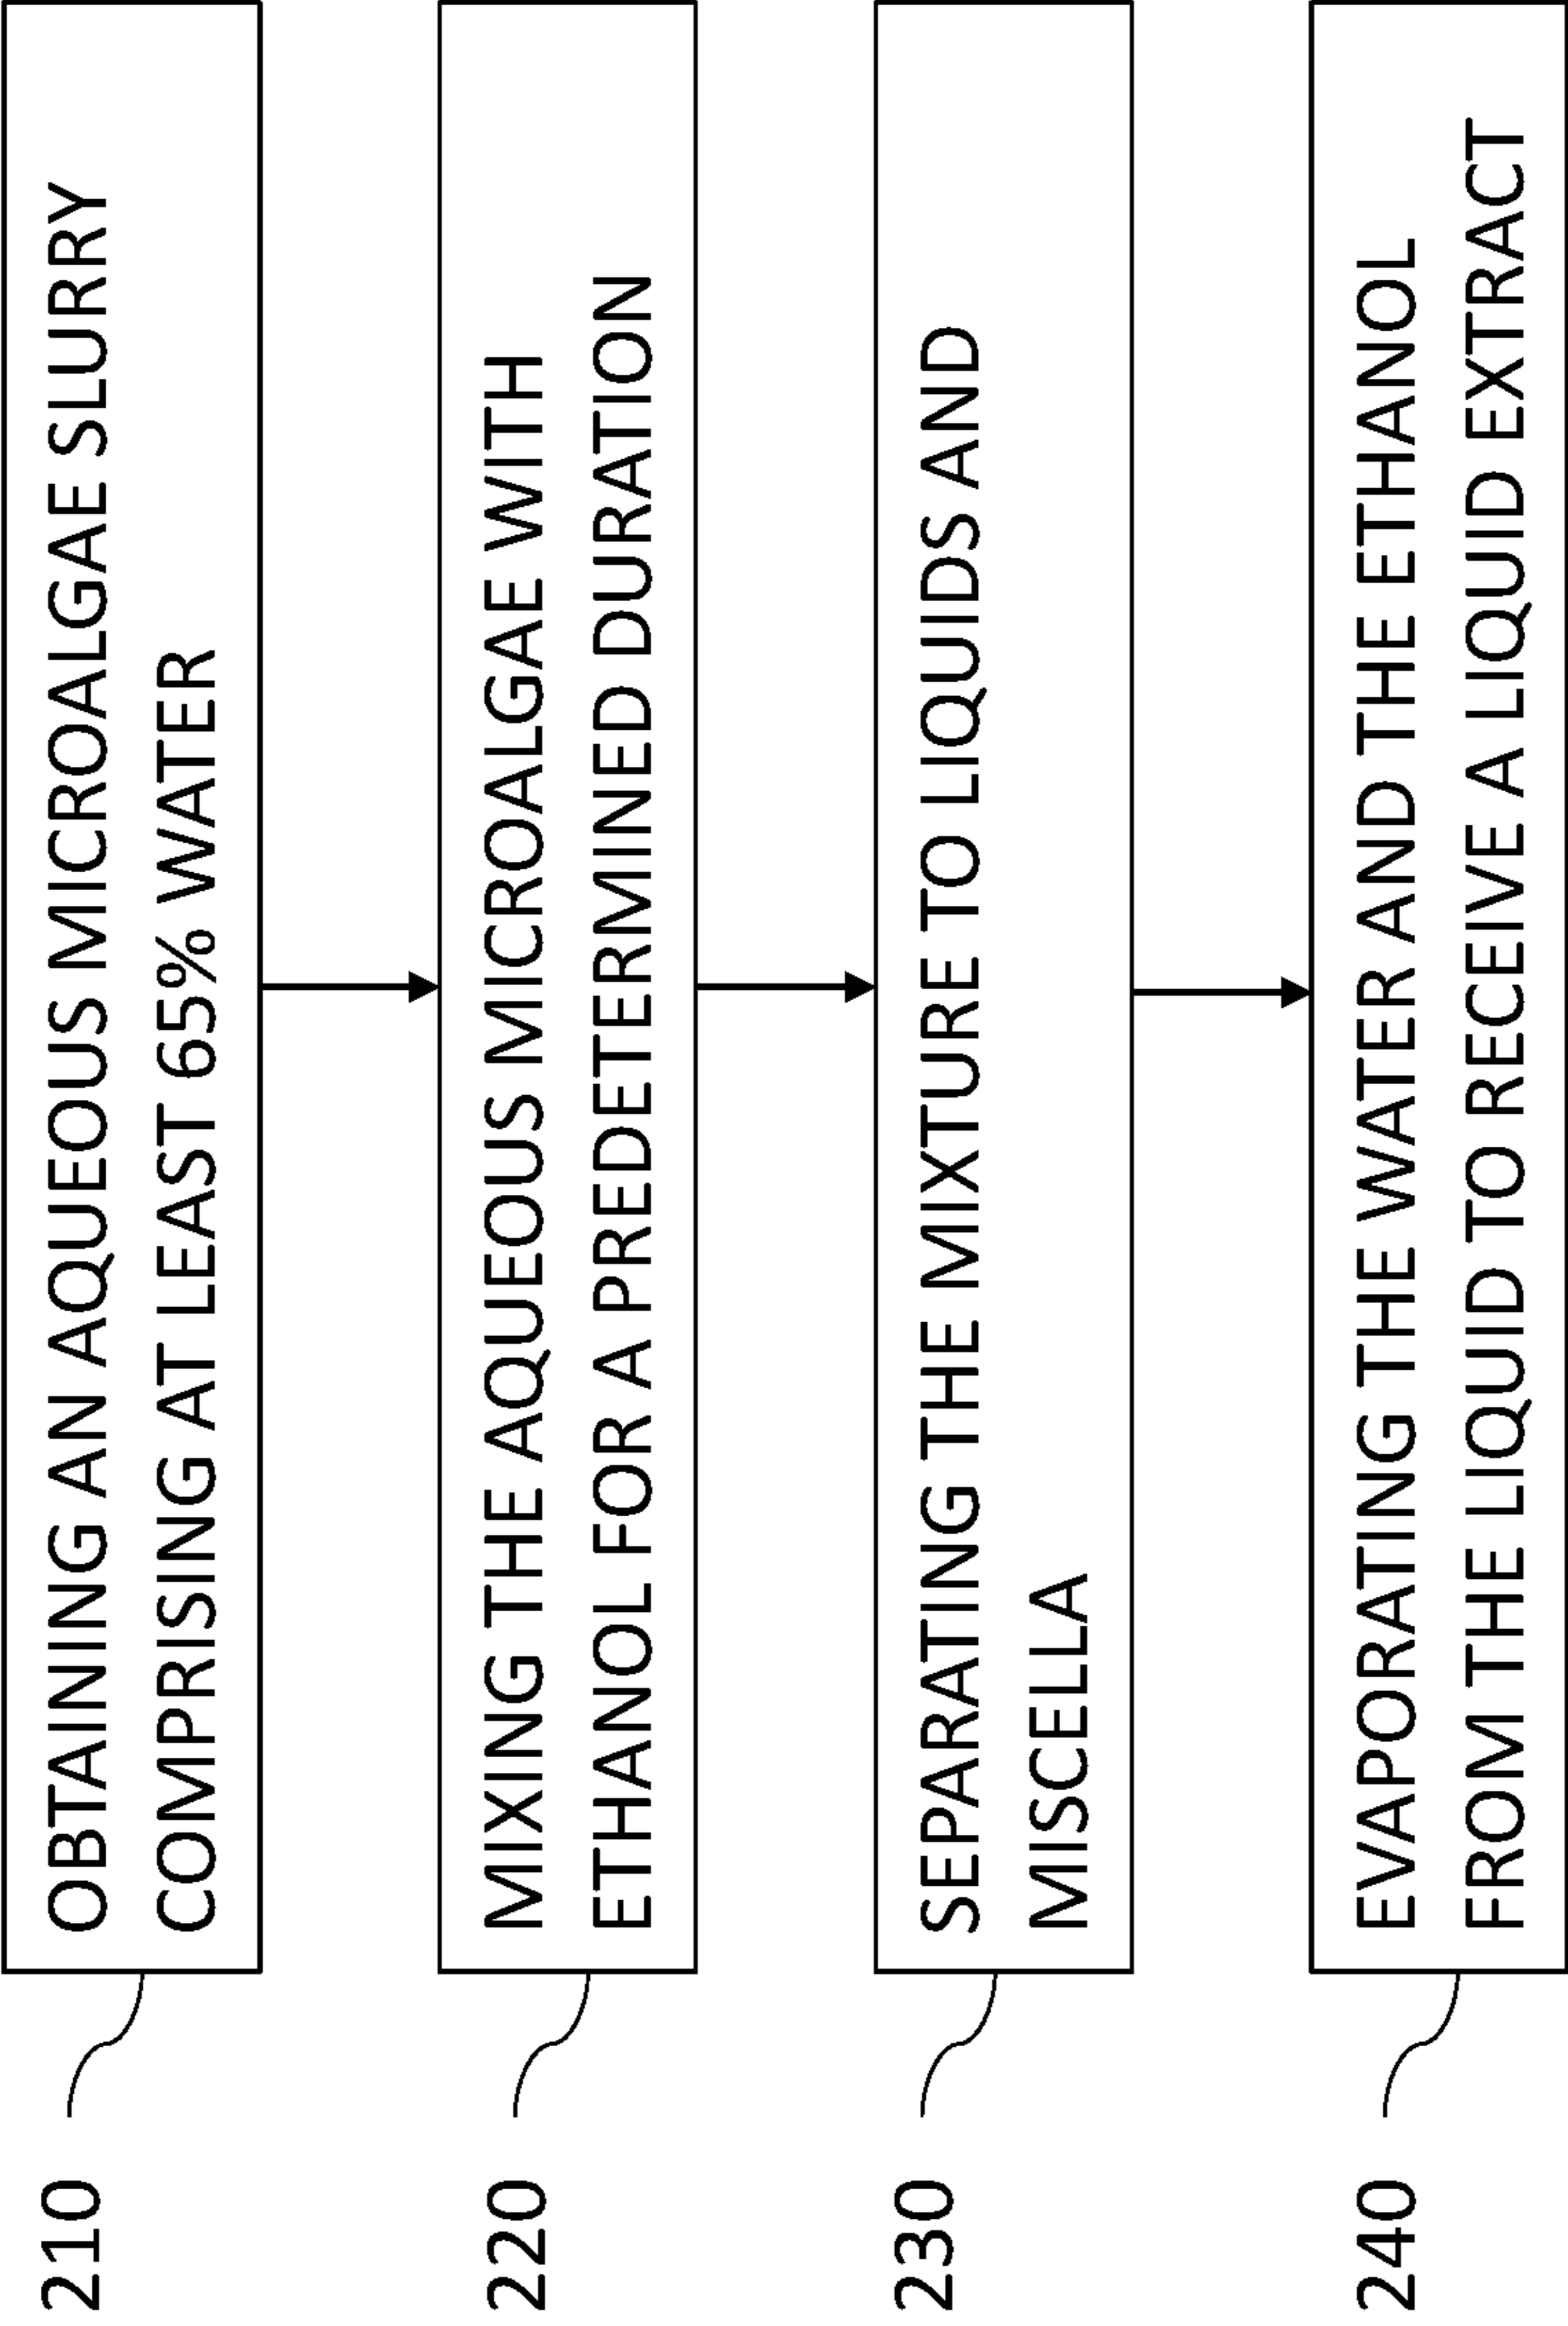 210
OBTAINING AN AQUEOUS MICROALGAE SLURRY
COMPRISING AT LEAST 65% WATER
220
MIXING THE AQUEOUS MICROALGAE WITH
ETHANOL FOR A PREDETERMINED DURATION
230
SEPARATING THE MIXTURE TO LIQUIDS AND
MISCELLA
240
EVAPORATING THE WATER AND THE ETHANOL
FROM THE LIQUID TO RECEIVE A LIQUID EXTRACT